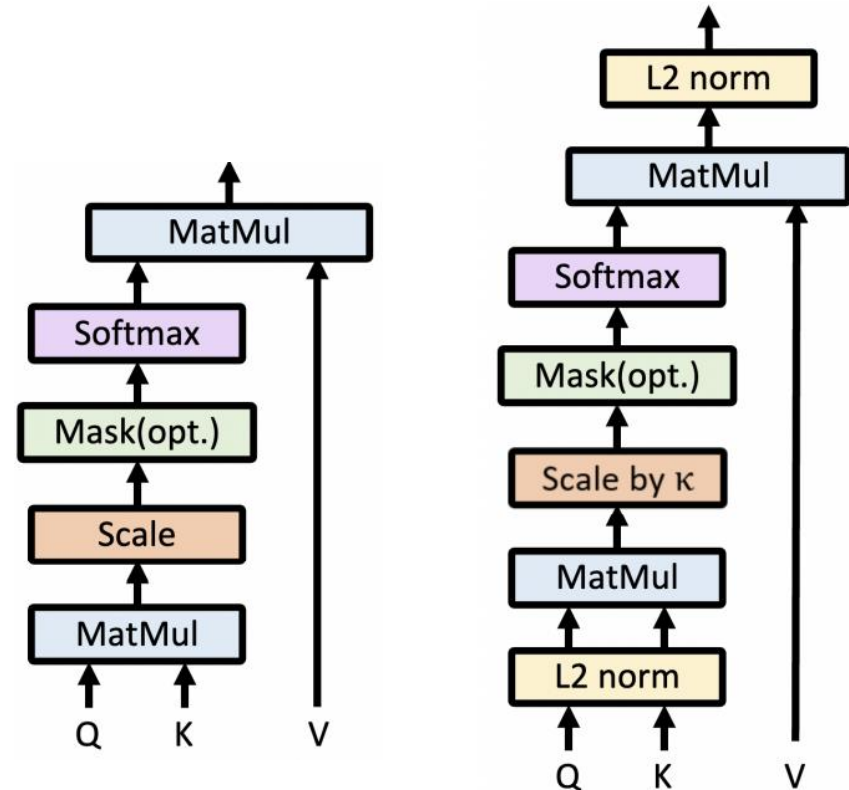 MatMul
Softmax
Mask(opt.)
Scale
MatMul
Q K V
L2 norm
MatMul
Softmax
Mask(opt.)
Scale by κ
MatMul
L2 norm
Q K V